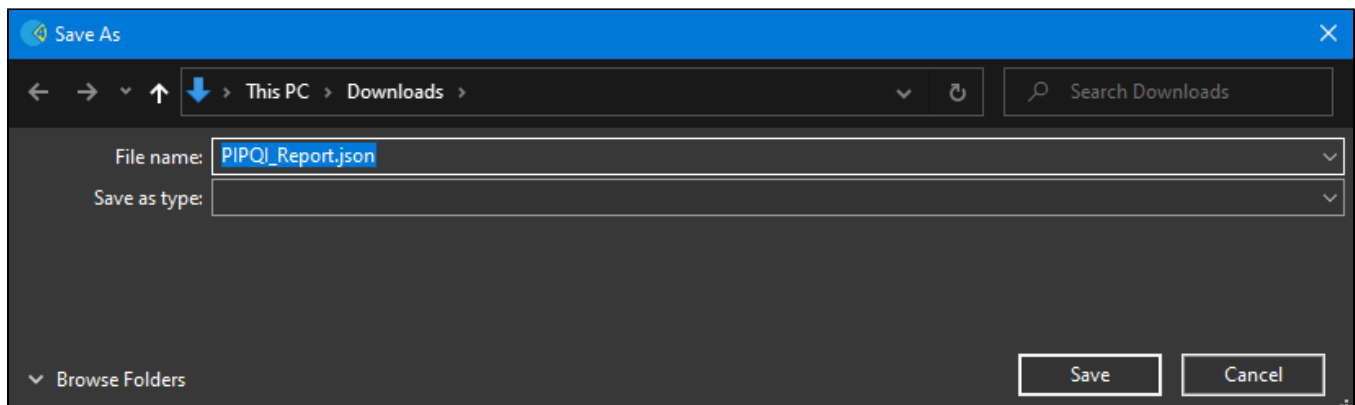 Save As
This PC > Downloads >
Search Downloads
File name: PIPQI_Report.json
Save as type:
Browse Folders
Save
Cancel